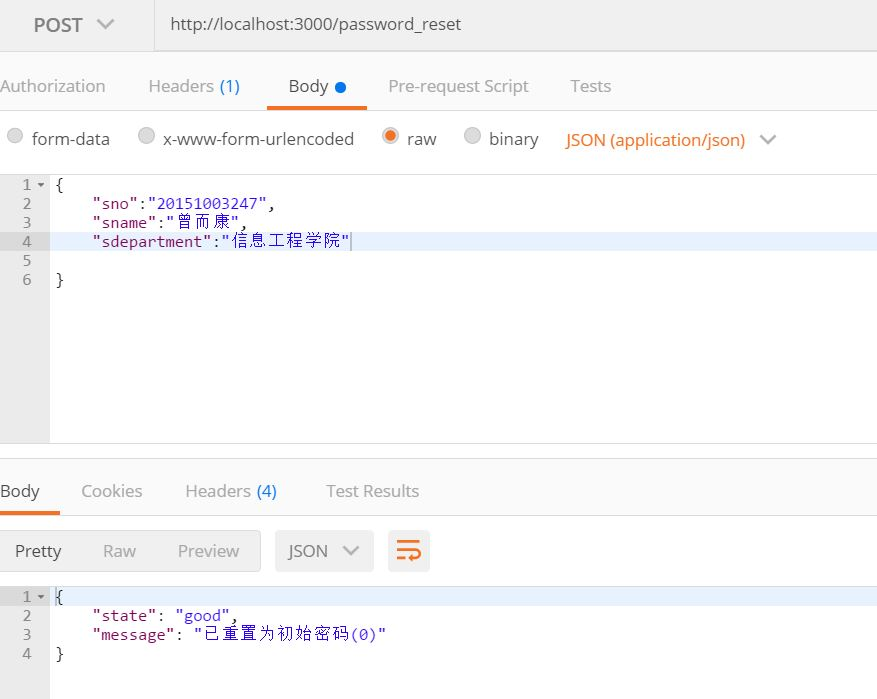 POST http://localhost:3000/password_reset
Authorization Headers (1) Body Pre-request Script Tests
form-data x-www-form-urlencoded raw binary JSON (application/json)
1 {
2 "sno":"20151003247",
3 "sname":"曾而康",
4 "sdepartment":"信息工程学院"
5
6 }
Body Cookies Headers (4) Test Results
Pretty Raw Preview JSON
1 {
2 "state": "good",
3 "message": "已重置为初始密码(0)"
4 }